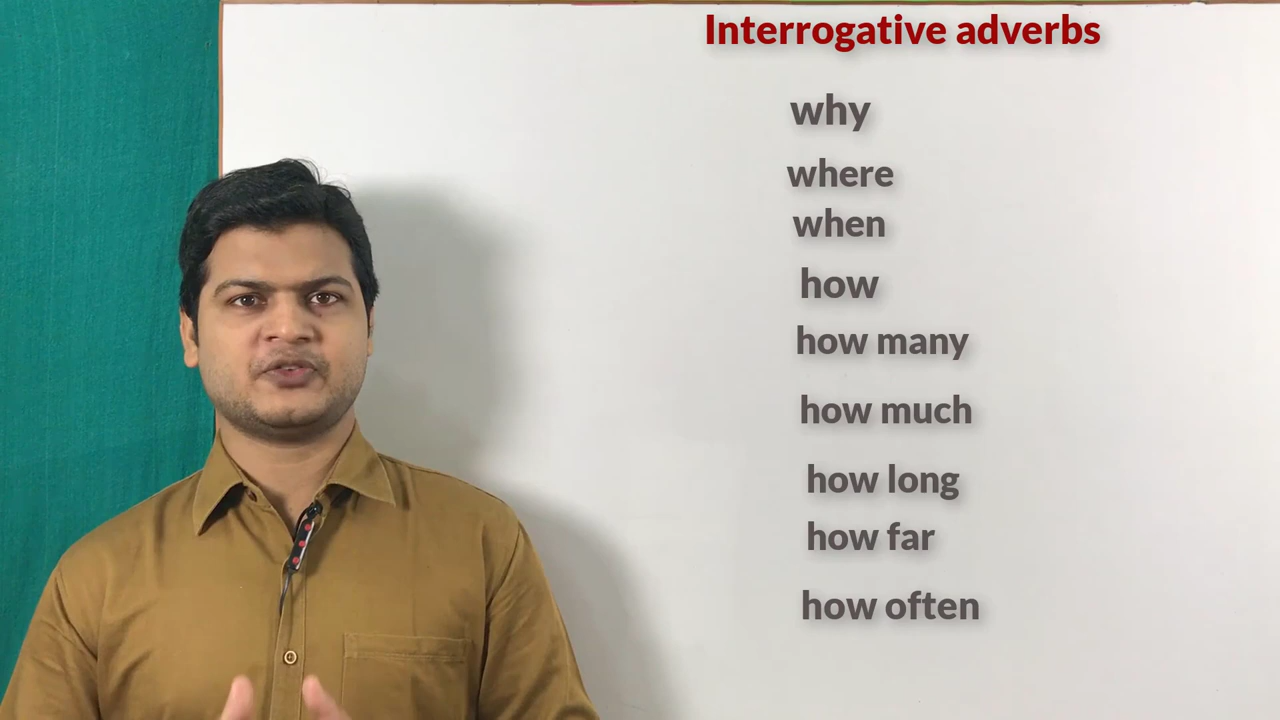 Interrogative adverbs
why
where
when
how
how many
how much
how long
how far
how often